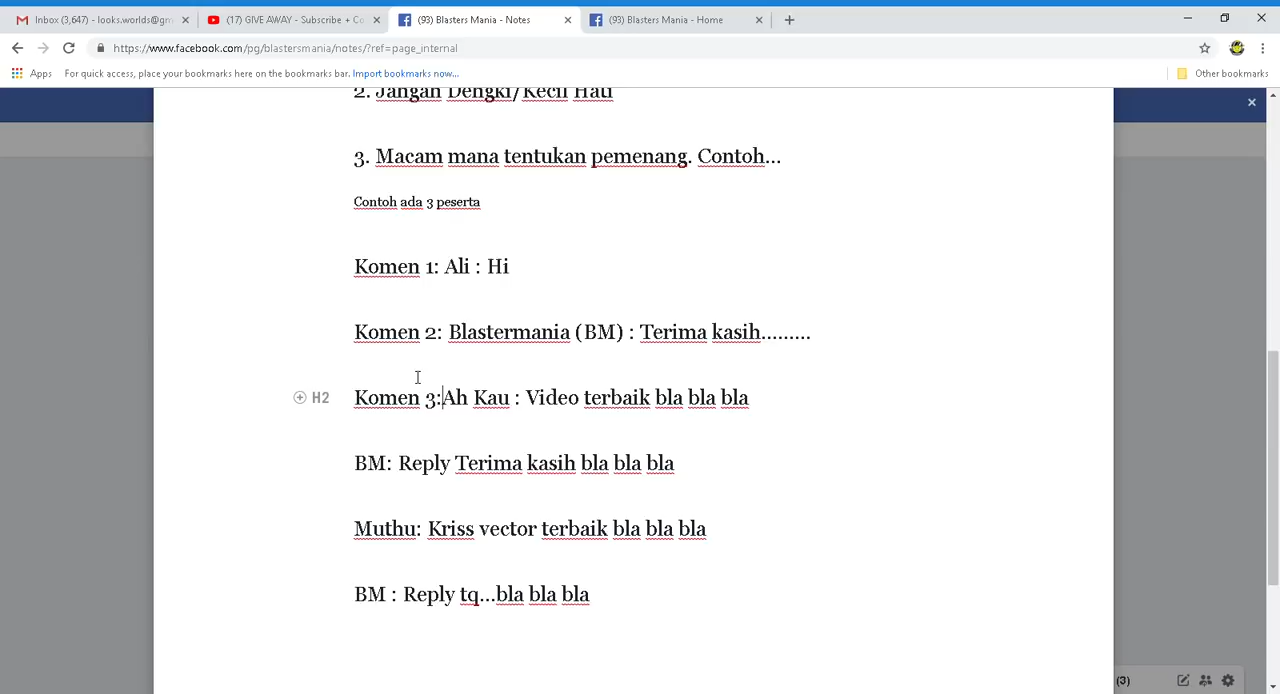 Inbox (3,647) - looks.worlds@gm
(17) GIVE AWAY - Subscribe + Co
(93) Blasters Mania - Notes
(93) Blasters Mania - Home
https://www.facebook.com/pg/blastersmania/notes/?ref=page_internal
Apps For quick access, place your bookmarks here on the bookmarks bar. Import bookmarks now... Other bookmarks
2. Jangan Dengki/Kecil Hati
3. Macam mana tentukan pemenang. Contoh...
Contoh ada 3 peserta
Komen 1: Ali : Hi
Komen 2: Blastermania (BM) : Terima kasih.........
H2 Komen 3:Ah Kau : Video terbaik bla bla bla
BM: Reply Terima kasih bla bla bla
Muthu: Kriss vector terbaik bla bla bla
BM : Reply tq...bla bla bla
(3)